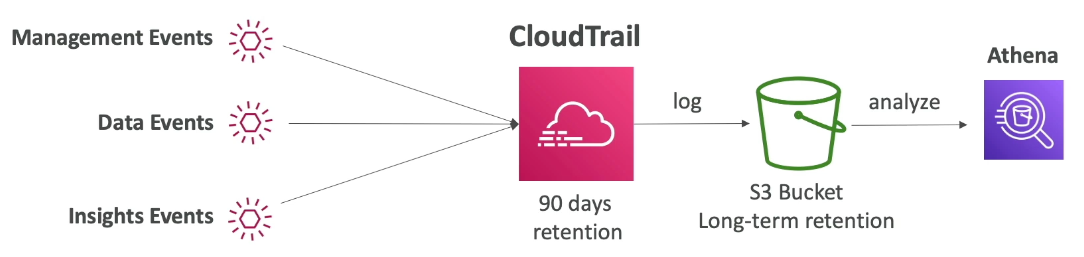 Management Events
Data Events
Insights Events
CloudTrail
90 days
retention
log
S3 Bucket
Long-term retention
analyze
Athena